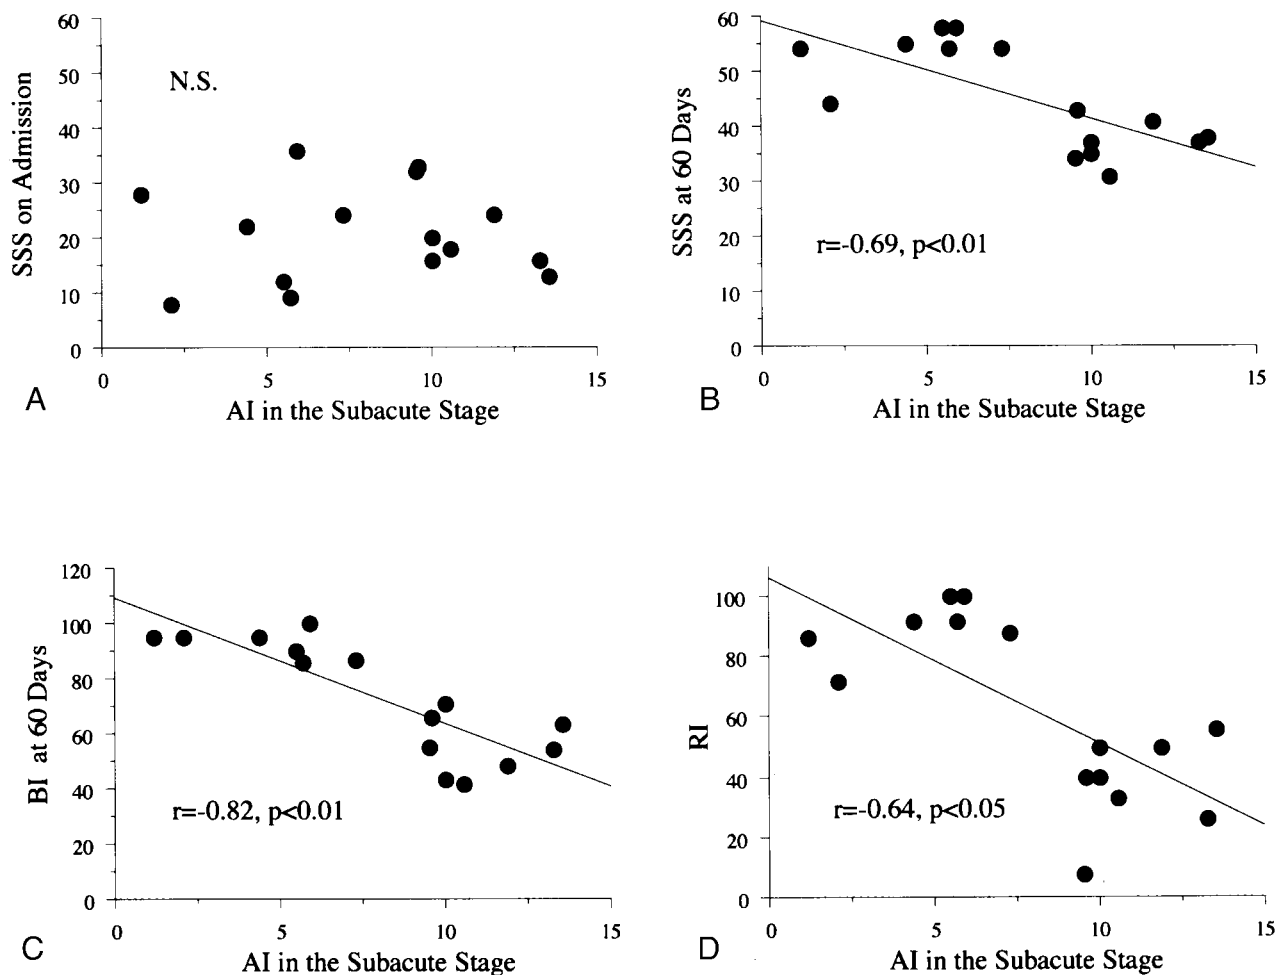 60
50
40
30
20
10
0
SSS on Admission
N.S.
0 5 10 15
AI in the Subacute Stage
A
60
50
40
30
20
10
0
SSS at 60 Days
r=-0.69, p<0.01
0 5 10 15
AI in the Subacute Stage
B
120
100
80
60
40
20
0
BI at 60 Days
r=-0.82, p<0.01
0 5 10 15
AI in the Subacute Stage
C
100
80
60
40
20
0
RI
r=-0.64, p<0.05
0 5 10 15
AI in the Subacute Stage
D